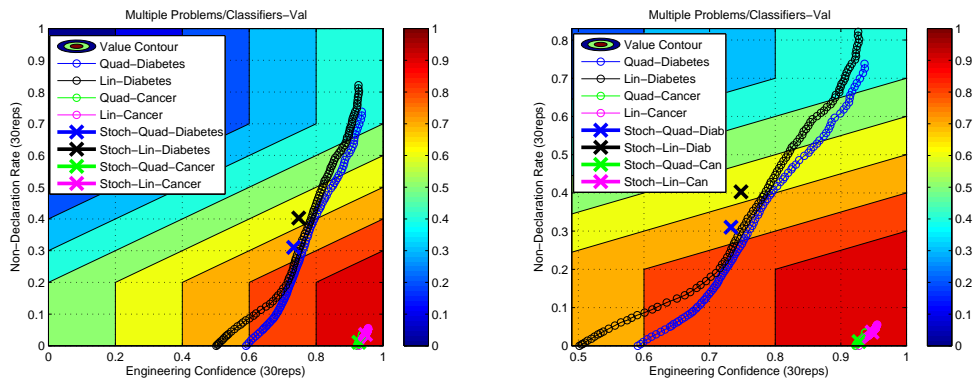 Multiple Problems/Classifiers−Val
1
0.9
0.8
0.7
0.6
0.5
0.4
0.3
0.2
0.1
0
0
0.2
0.4
0.6
0.8
1
Non−Declaration Rate (30reps)
Engineering Confidence (30reps)
Value Contour
Quad−Diabetes
Lin−Diabetes
Quad−Cancer
Lin−Cancer
Stoch−Quad−Diabetes
Stoch−Lin−Diabetes
Stoch−Quad−Cancer
Stoch−Lin−Cancer
1
0.9
0.8
0.7
0.6
0.5
0.4
0.3
0.2
0.1
0
Multiple Problems/Classifiers−Val
0.8
0.7
0.6
0.5
0.4
0.3
0.2
0.1
0
0.5
0.6
0.7
0.8
0.9
1
Non−Declaration Rate (30reps)
Engineering Confidence (30reps)
Value Contour
Quad−Diabetes
Lin−Diabetes
Quad−Cancer
Lin−Cancer
Stoch−Quad−Diab
Stoch−Lin−Diab
Stoch−Quad−Can
Stoch−Lin−Can
1
0.9
0.8
0.7
0.6
0.5
0.4
0.3
0.2
0.1
0